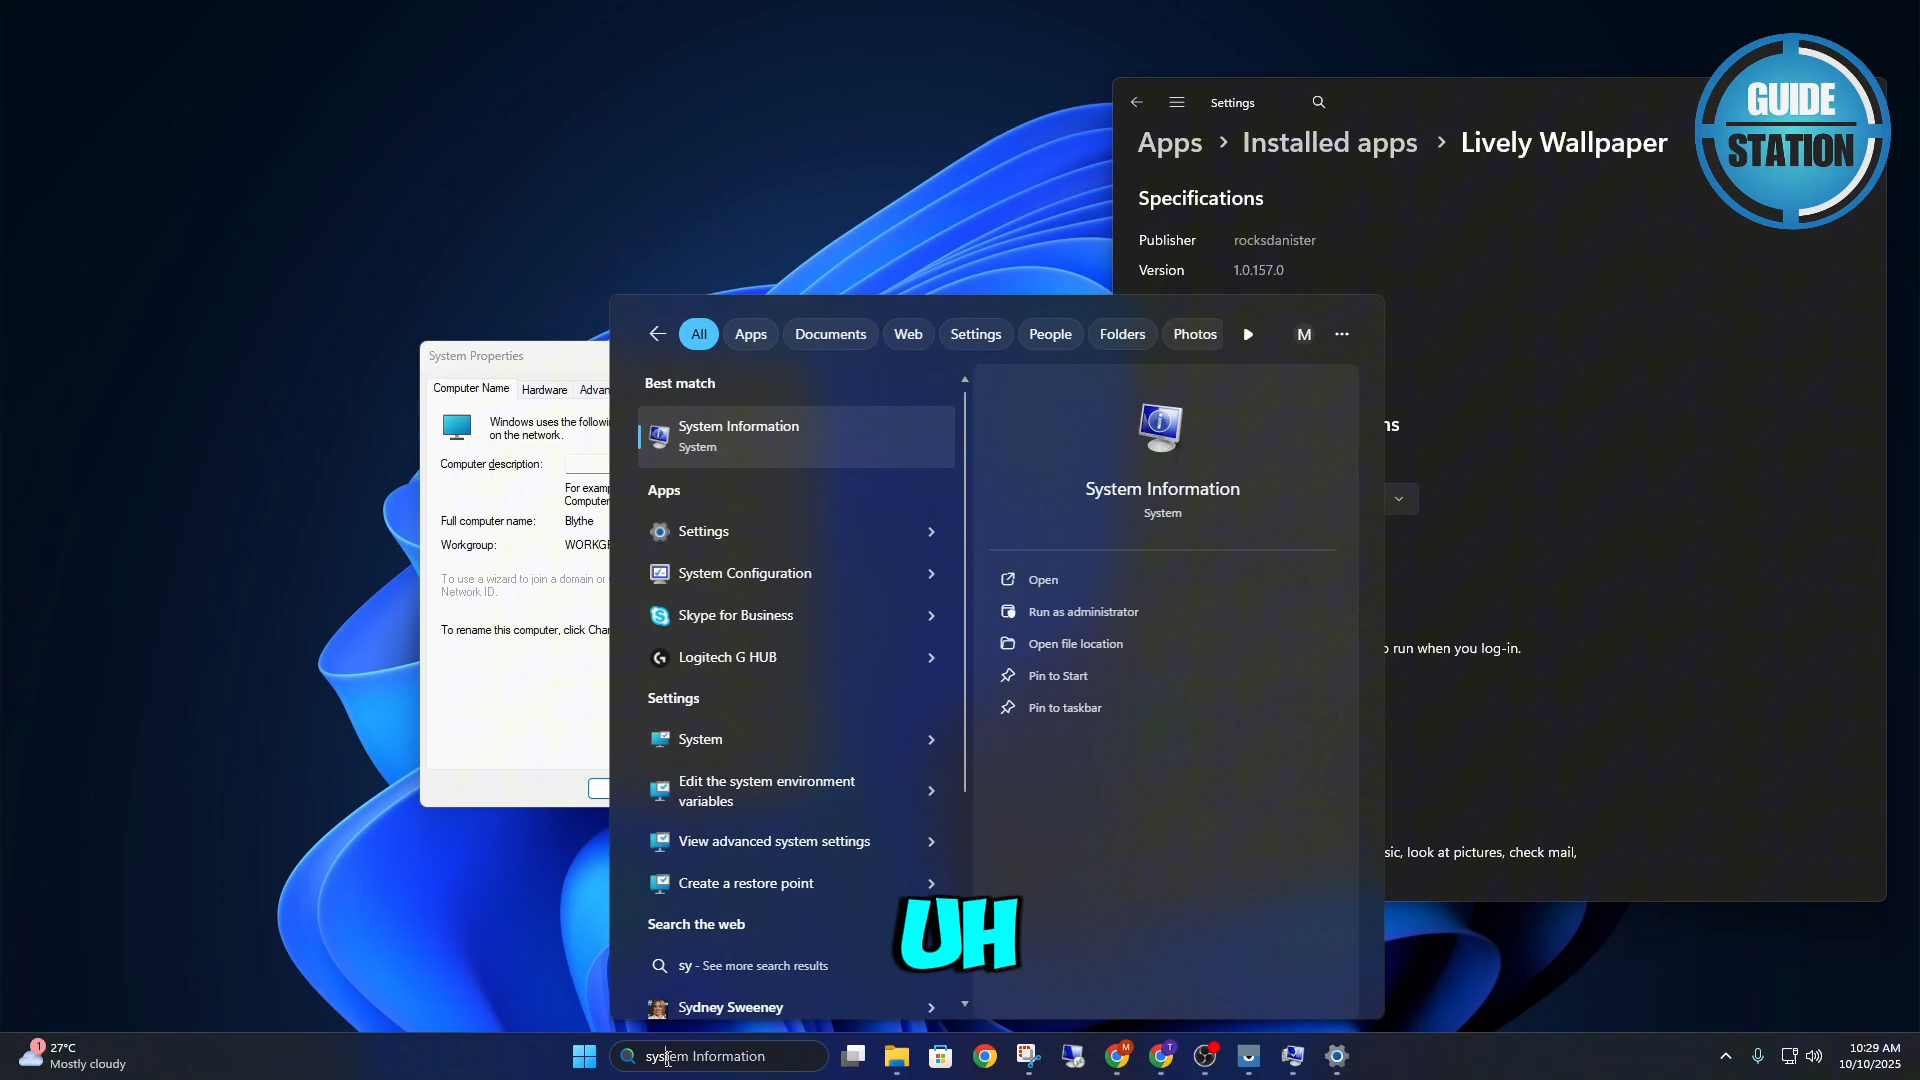 GUIDE
STATION
Settings
Apps > Installed apps > Lively Wallpaper
Specifications
Publisher rocksdanister
Version 1.0.157.0
ns
o run when you log-in.
sic, look at pictures, check mail,
System Properties
Computer Name Hardware Advan
Windows uses the followi
on the network.
Computer description:
For examp
Computer
Full computer name: Blythe
Workgroup: WORKGR
To use a wizard to join a domain or
Network ID.
To rename this computer, click Char
All Apps Documents Web Settings People Folders Photos M
Best match
System Information
System
Apps
Settings
System Configuration
Skype for Business
Logitech G HUB
Settings
System
Edit the system environment
variables
View advanced system settings
Create a restore point
Search the web
sy - See more search results
Sydney Sweeney
System Information
System
Open
Run as administrator
Open file location
Pin to Start
Pin to taskbar
UH
1
27°C
Mostly cloudy
system Information
M
T
10:29 AM
10/10/2025